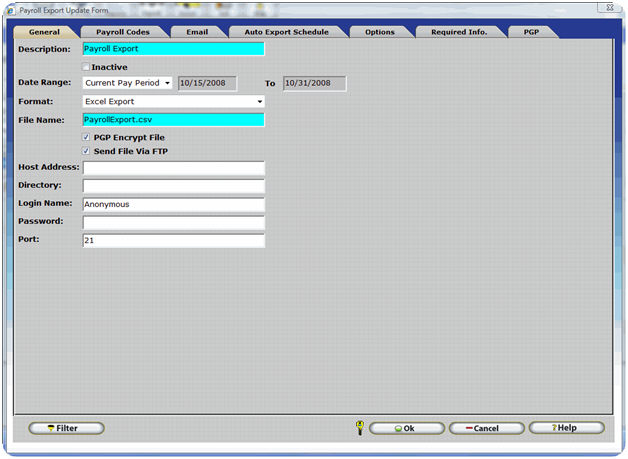 Payroll Export Update Form
General Payroll Codes Email Auto Export Schedule Options Required Info. PGP
Description: Payroll Export
Inactive
Date Range: Current Pay Period 10/15/2008 To 10/31/2008
Format: Excel Export
File Name: PayrollExport.csv
PGP Encrypt File
Send File Via FTP
Host Address:
Directory:
Login Name: Anonymous
Password:
Port: 21
Filter Ok Cancel ? Help